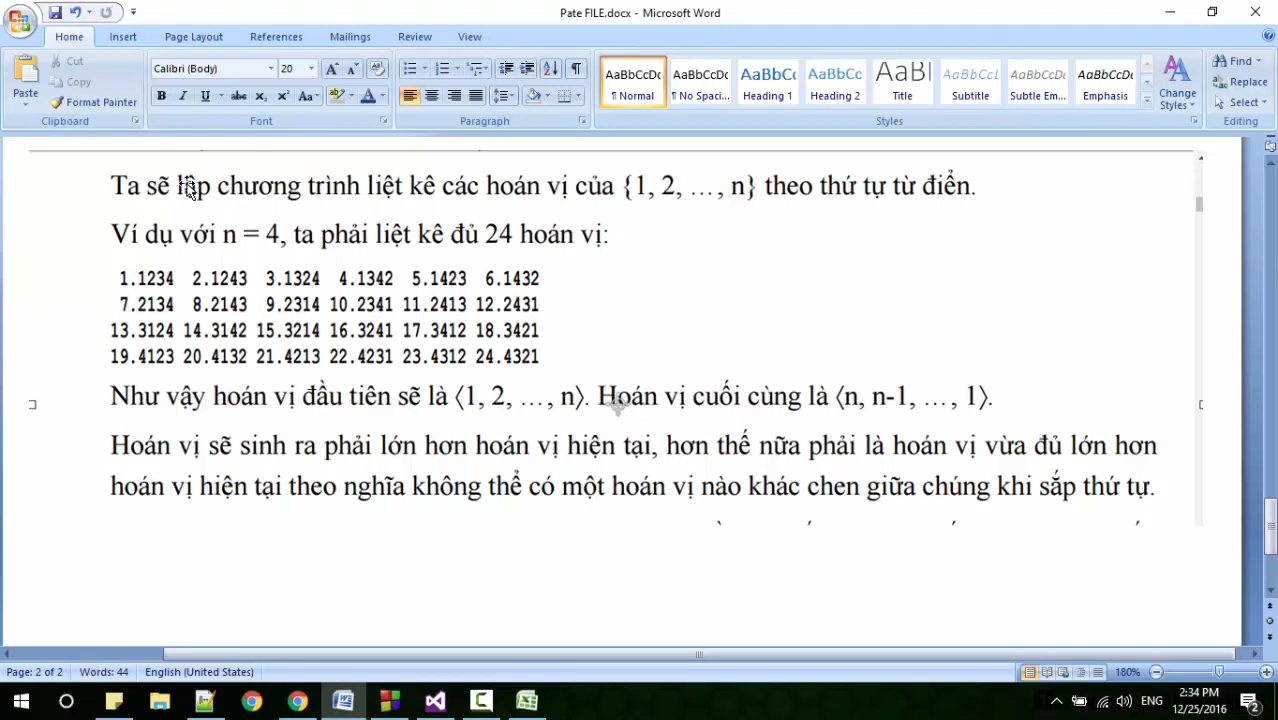 Pate FILE.docx - Microsoft Word
Home Insert Page Layout References Mailings Review View
Paste
Cut
Copy
Format Painter
Clipboard
Calibri (Body) 20
Font
Paragraph
AaBbCcDc AaBbCcDc AaBbCc AaBbCc AaBl AaBbCcL AaBbCcDc AaBbCcDc
¶ Normal ¶ No Spaci... Heading 1 Heading 2 Title Subtitle Subtle Em... Emphasis
Change Styles
Styles
Find
Replace
Select
Editing
Ta sẽ lập chương trình liệt kê các hoán vị của {1, 2, …, n} theo thứ tự từ điển.
Ví dụ với n = 4, ta phải liệt kê đủ 24 hoán vị:
1.1234 2.1243 3.1324 4.1342 5.1423 6.1432
7.2134 8.2143 9.2314 10.2341 11.2413 12.2431
13.3124 14.3142 15.3214 16.3241 17.3412 18.3421
19.4123 20.4132 21.4213 22.4231 23.4312 24.4321
Như vậy hoán vị đầu tiên sẽ là ⟨1, 2, …, n⟩. Hoán vị cuối cùng là ⟨n, n-1, …, 1⟩.
Hoán vị sẽ sinh ra phải lớn hơn hoán vị hiện tại, hơn thế nữa phải là hoán vị vừa đủ lớn hơn
hoán vị hiện tại theo nghĩa không thể có một hoán vị nào khác chen giữa chúng khi sắp thứ tự.
Page: 2 of 2 Words: 44 English (United States) 180%
ENG 2:34 PM
12/25/2016